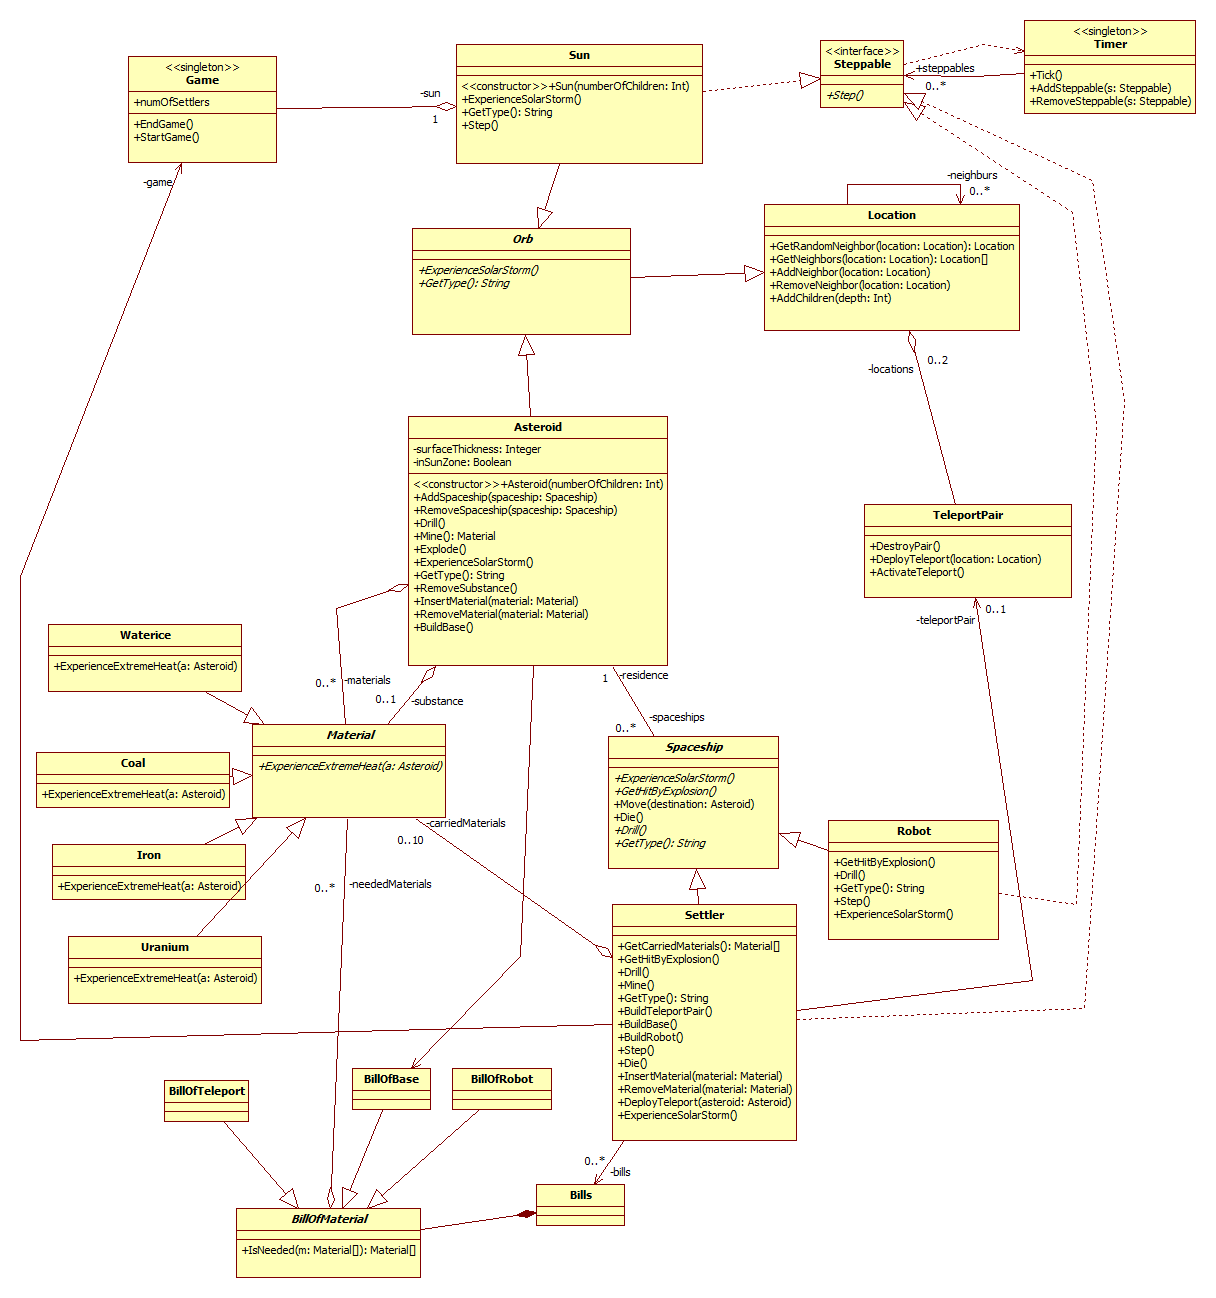 <<singleton>>
Game
+numOfSettlers
+EndGame()
+StartGame()
-sun
1
Sun
<<constructor>>+Sun(numberOfChildren: Int)
+ExperienceSolarStorm()
+GetType(): String
+Step()
<<interface>>
Steppable
+Step()
+steppables
0..*
<<singleton>>
Timer
+Tick()
+AddSteppable(s: Steppable)
+RemoveSteppable(s: Steppable)
-game
-neighburs
0..*
Orb
+ExperienceSolarStorm()
+GetType(): String
Location
+GetRandomNeighbor(location: Location): Location
+GetNeighbors(location: Location): Location[]
+AddNeighbor(location: Location)
+RemoveNeighbor(location: Location)
+AddChildren(depth: Int)
0..2
-locations
Asteroid
-surfaceThickness: Integer
-inSunZone: Boolean
<<constructor>>+Asteroid(numberOfChildren: Int)
+AddSpaceship(spaceship: Spaceship)
+RemoveSpaceship(spaceship: Spaceship)
+Drill()
+Mine(): Material
+Explode()
+ExperienceSolarStorm()
+GetType(): String
+RemoveSubstance()
+InsertMaterial(material: Material)
+RemoveMaterial(material: Material)
+BuildBase()
TeleportPair
+DestroyPair()
+DeployTeleport(location: Location)
+ActivateTeleport()
0..1
-teleportPair
Waterice
+ExperienceExtremeHeat(a: Asteroid)
0..*
-materials
0..1
-substance
1
-residence
-spaceships
0..*
Material
+ExperienceExtremeHeat(a: Asteroid)
Coal
+ExperienceExtremeHeat(a: Asteroid)
Spaceship
+ExperienceSolarStorm()
+GetHitByExplosion()
+Move(destination: Asteroid)
+Die()
+Drill()
+GetType(): String
-carriedMaterials
0..10
Robot
+GetHitByExplosion()
+Drill()
+GetType(): String
+Step()
+ExperienceSolarStorm()
Iron
+ExperienceExtremeHeat(a: Asteroid)
0..*
-neededMaterials
Uranium
+ExperienceExtremeHeat(a: Asteroid)
Settler
+GetCarriedMaterials(): Material[]
+GetHitByExplosion()
+Drill()
+Mine()
+GetType(): String
+BuildTeleportPair()
+BuildBase()
+BuildRobot()
+Step()
+Die()
+InsertMaterial(material: Material)
+RemoveMaterial(material: Material)
+DeployTeleport(asteroid: Asteroid)
+ExperienceSolarStorm()
BillOfTeleport
BillOfBase
BillOfRobot
0..*
-bills
Bills
BillOfMaterial
+IsNeeded(m: Material[]): Material[]